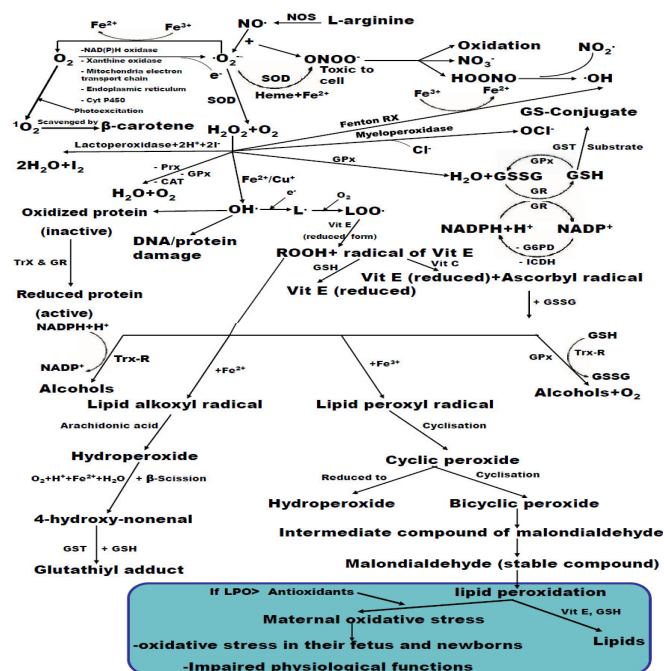 Fe²⁺ Fe³⁺ NO· NOS L-arginine
O₂ -NAD(P)H oxidase ·O₂⁻ + ONOO⁻ Oxidation NO₂·
- Xanthine oxidase
- Mitochondria electron transport chain e⁻ SOD Toxic to cell NO₃⁻
- Endoplasmic reticulum Heme+Fe²⁺ HOONO ·OH
- Cyt P450 SOD Fe³⁺ Fe²⁺
Photoexcitation
¹O₂ Scavenged by β-carotene H₂O₂+O₂ Fenton RX GS-Conjugate
Myeloperoxidase OCl⁻
Lactoperoxidase+2H⁺+2I⁻ Cl⁻ GST Substrate
2H₂O+I₂ GPx GPx
- Prx
- GPx
- CAT
H₂O+O₂ Fe²⁺/Cu⁺ H₂O+GSSG GSH
GR
e⁻ O₂ GR
Oxidized protein OH· L· LOO·
(inactive) Vit E
(reduced form) NADPH+H⁺ NADP⁺
DNA/protein
damage - G6PD
- ICDH
ROOH+ radical of Vit E
TrX & GR GSH Vit C
Vit E (reduced)+Ascorbyl radical
Reduced protein Vit E (reduced)
(active) + GSSG
NADPH+H⁺ GSH
Trx-R GPx Trx-R
NADP⁺ +Fe²⁺ +Fe³⁺ GSSG
Alcohols Alcohols+O₂
Lipid alkoxyl radical Lipid peroxyl radical
Arachidonic acid Cyclisation
Hydroperoxide Cyclic peroxide
O₂+H⁺+Fe²⁺+H₂O + β-Scission Reduced to Cyclisation
Hydroperoxide Bicyclic peroxide
4-hydroxy-nonenal Intermediate compound of malondialdehyde
GST + GSH
Glutathiyl adduct Malondialdehyde (stable compound)
If LPO> Antioxidants lipid peroxidation
Maternal oxidative stress Vit E, GSH
-oxidative stress in their fetus and newborns Lipids
-Impaired physiological functions